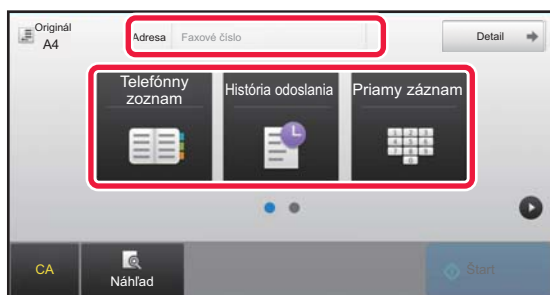 Originál
A4
Adresa Faxové číslo
Detail
Telefónny
zoznam
História odoslania
Priamy záznam
CA
Náhľad
Štart